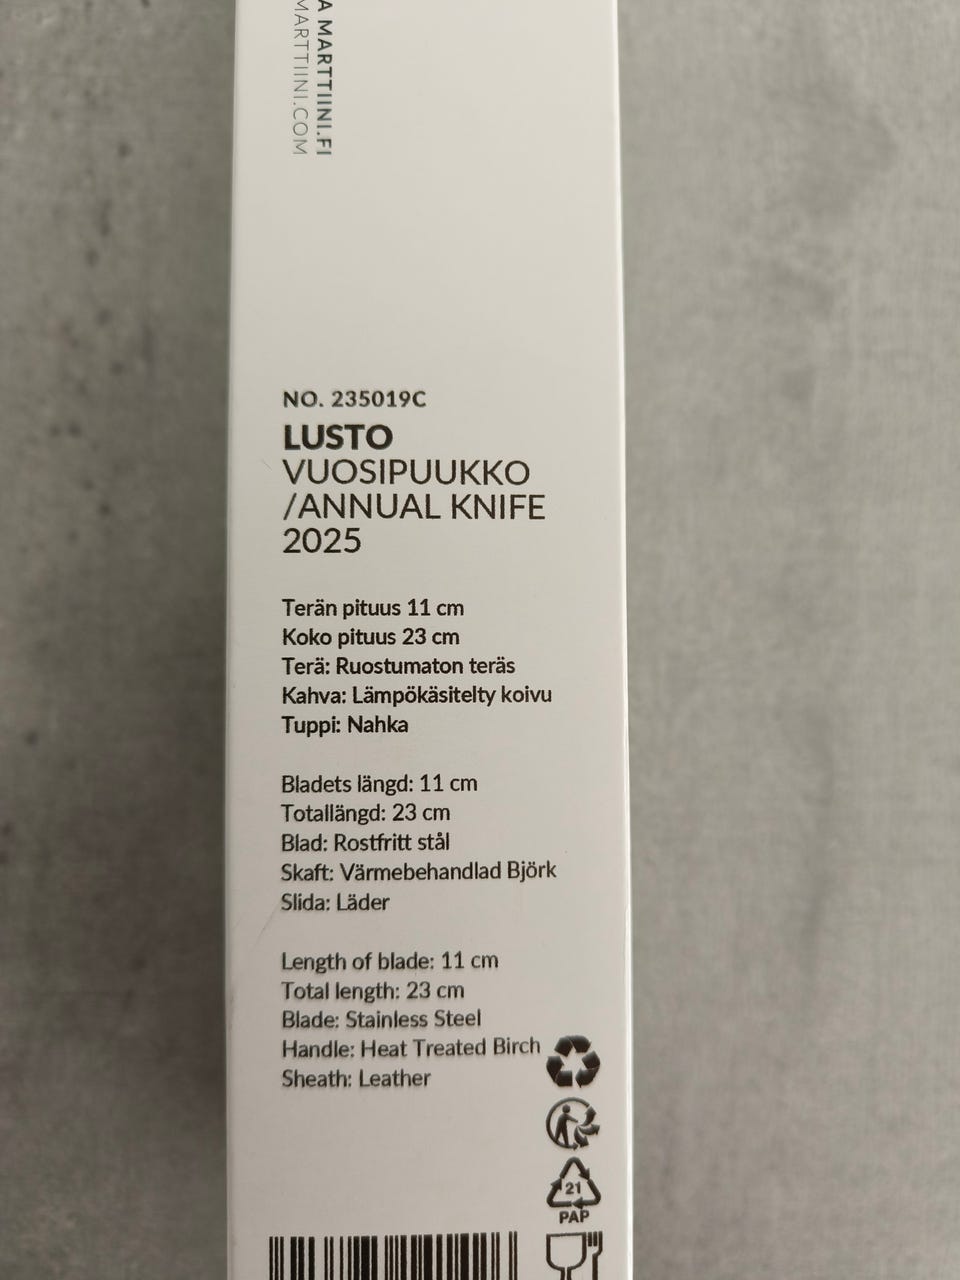 A MARTTIINI.FI
MARTTIINI.COM
NO. 235019C
LUSTO
VUOSIPUUKKO
/ANNUAL KNIFE
2025
Terän pituus 11 cm
Koko pituus 23 cm
Terä: Ruostumaton teräs
Kahva: Lämpökäsitelty koivu
Tuppi: Nahka
Bladets längd: 11 cm
Totallängd: 23 cm
Blad: Rostfritt stål
Skaft: Värmebehandlad Björk
Slida: Läder
Length of blade: 11 cm
Total length: 23 cm
Blade: Stainless Steel
Handle: Heat Treated Birch
Sheath: Leather
21
PAP